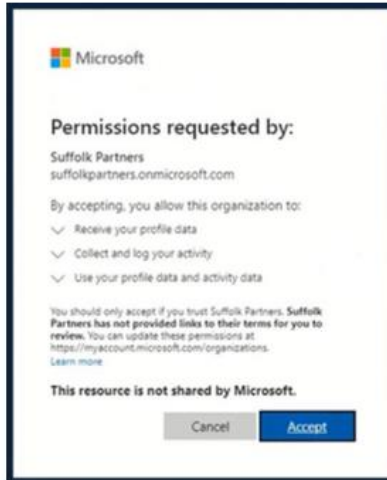 Microsoft
Permissions requested by:
Suffolk Partners
suffolkpartners.onmicrosoft.com
By accepting, you allow this organization to:
Receive your profile data
Collect and log your activity
Use your profile data and activity data
You should only accept if you trust Suffolk Partners. Suffolk
Partners has not provided links to their terms for you to
review. You can update these permissions at
https://myaccount.microsoft.com/organizations.
Learn more
This resource is not shared by Microsoft.
Cancel
Accept